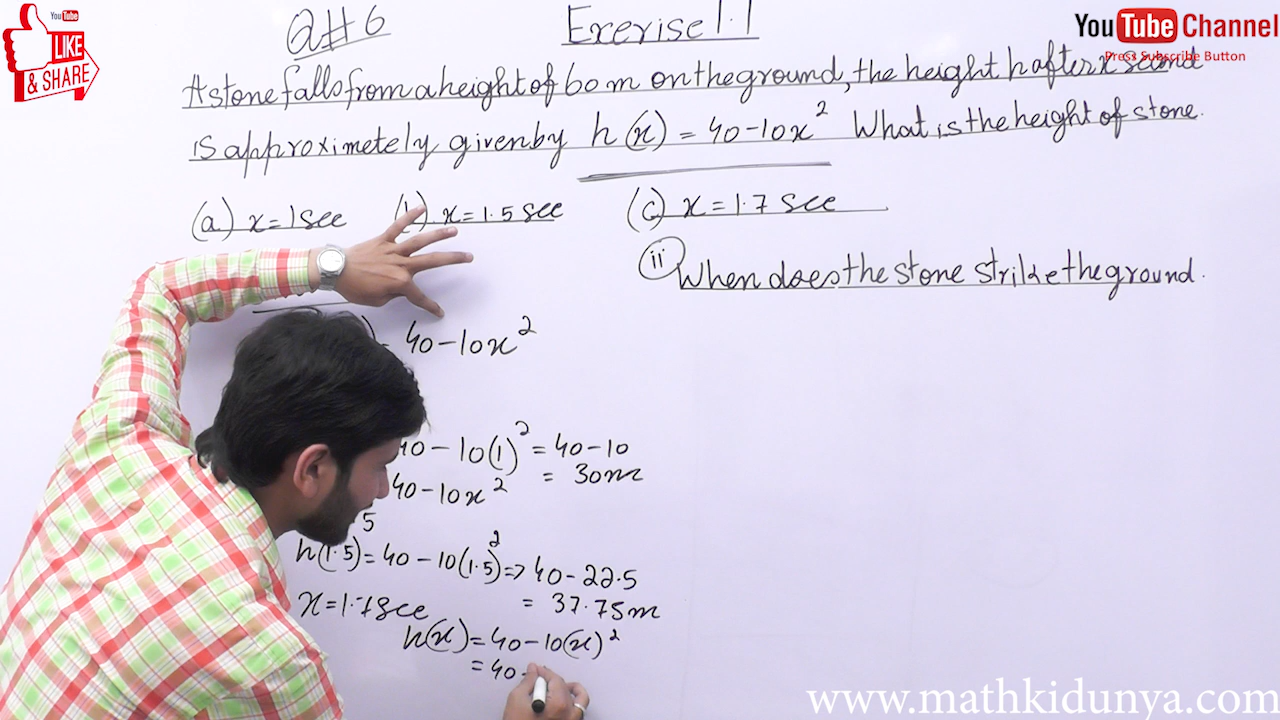 YouTube
LIKE
& SHARE
Q#6
Exerise 1.1
YouTube Channel
Press Subscribe Button
A stone falls from a height of 60 m on the ground, the height h after x second
is approximetely given by h(x) = 40-10x² What is the height of stone.
(a) x=1 sec (b) x=1.5 sec (c) x=1.7 sec
(ii) When does the stone strike the ground.
40-10x²
40-10(1)² = 40-10
= 30m
40-10x²
5
h(1.5) = 40-10(1.5)² => 40-22.5
= 37.75m
x=1.7 sec
h(x) = 40-10(x)²
= 40-
www.mathkidunya.com